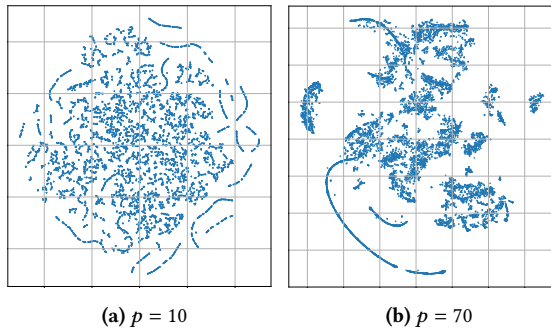 (a) p = 10
(b) p = 70